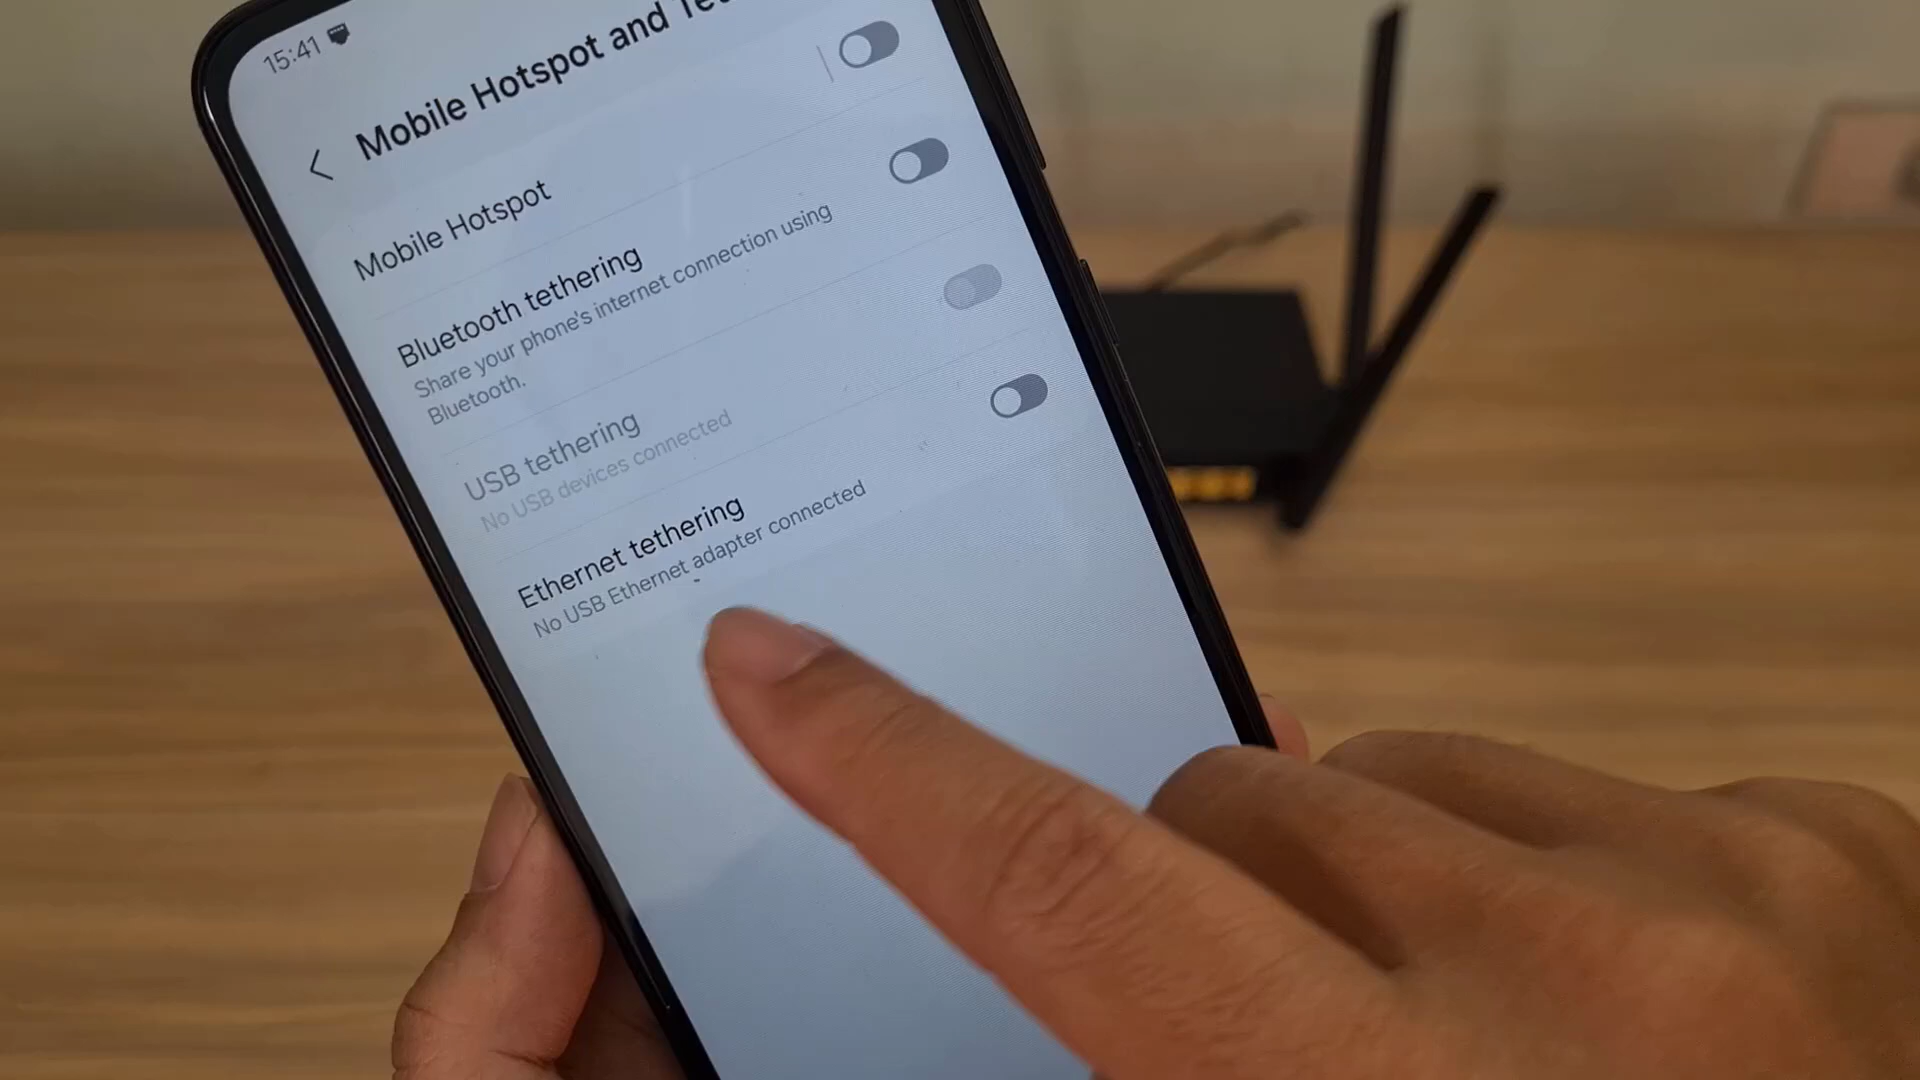 15:41
Mobile Hotspot and
Mobile Hotspot
Bluetooth tethering
Share your phone's internet connection using
Bluetooth.
USB tethering
No USB devices connected
Ethernet tethering
No USB Ethernet adapter connected